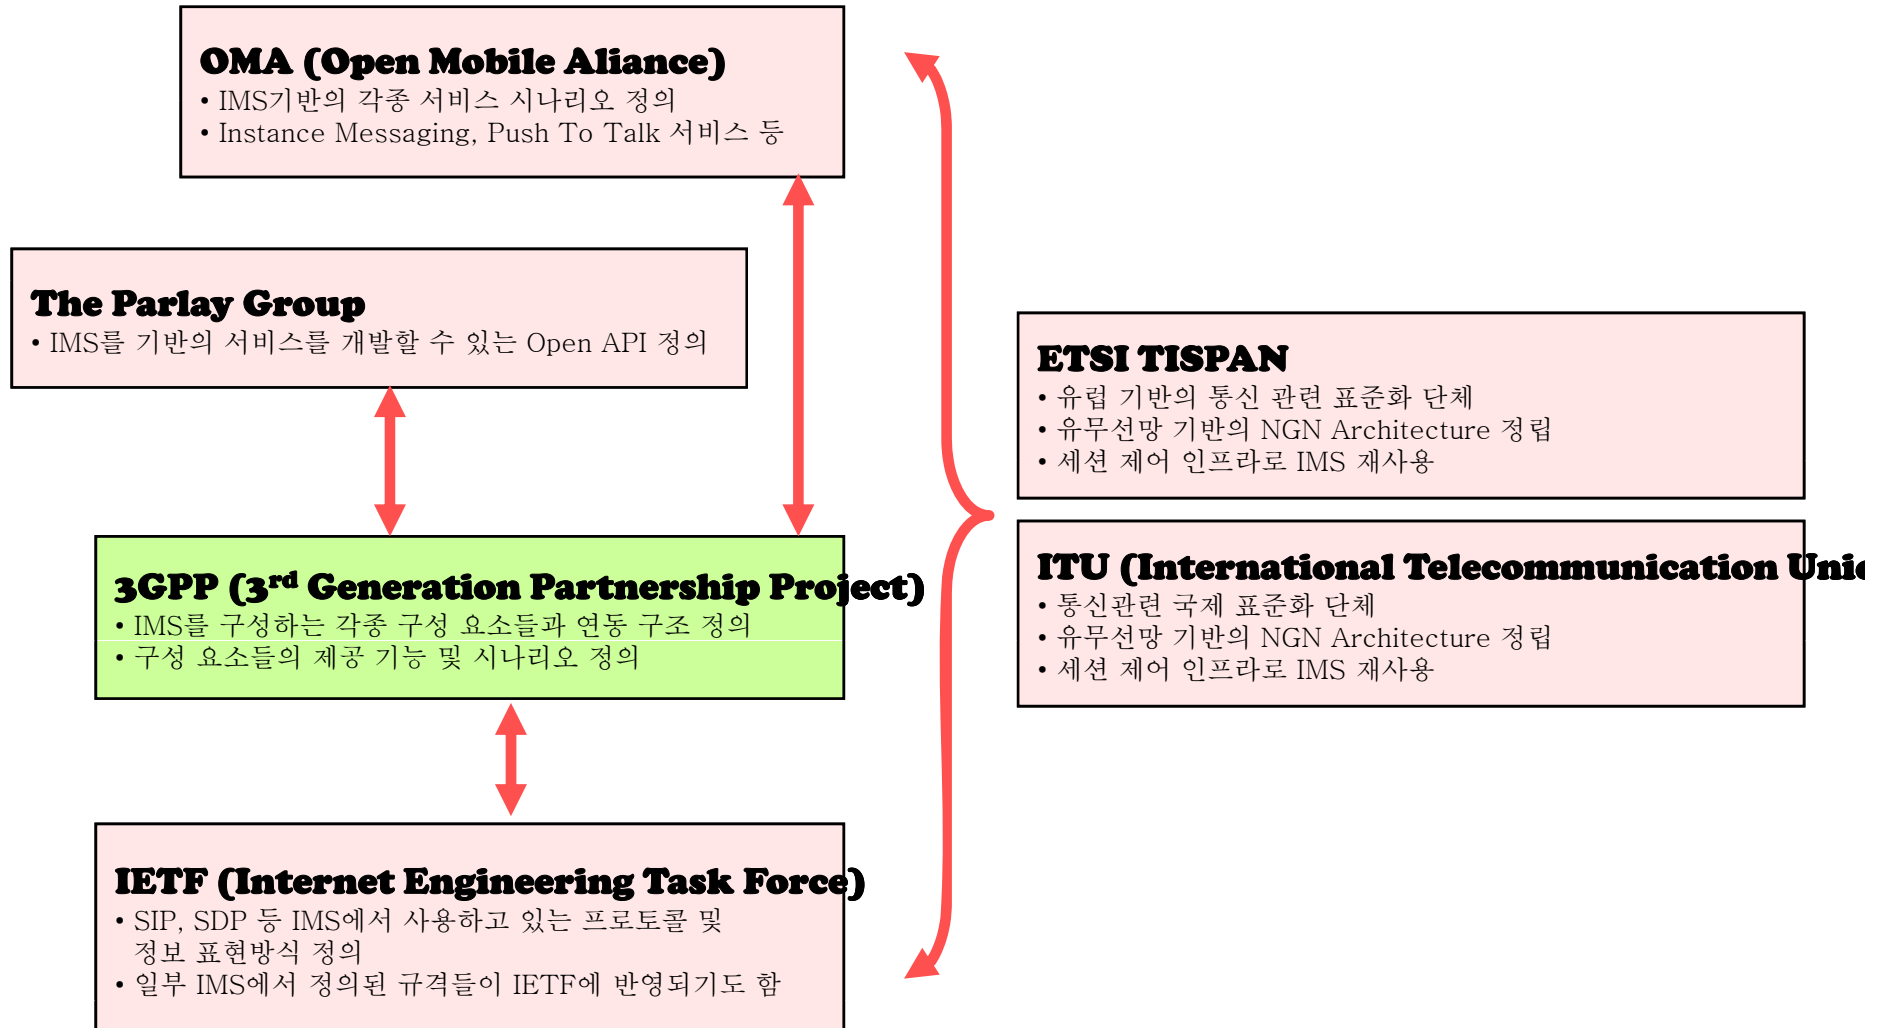 OMA (Open Mobile Aliance)
• IMS기반의 각종 서비스 시나리오 정의
• Instance Messaging, Push To Talk 서비스 등
The Parlay Group
• IMS를 기반의 서비스를 개발할 수 있는 Open API 정의
3GPP (3rd Generation Partnership Project)
• IMS를 구성하는 각종 구성 요소들과 연동 구조 정의
• 구성 요소들의 제공 기능 및 시나리오 정의
IETF (Internet Engineering Task Force)
• SIP, SDP 등 IMS에서 사용하고 있는 프로토콜 및
정보 표현방식 정의
• 일부 IMS에서 정의된 규격들이 IETF에 반영되기도 함
ETSI TISPAN
• 유럽 기반의 통신 관련 표준화 단체
• 유무선망 기반의 NGN Architecture 정립
• 세션 제어 인프라로 IMS 재사용
ITU (International Telecommunication
• 통신관련 국제 표준화 단체
• 유무선망 기반의 NGN Architecture 정립
• 세션 제어 인프라로 IMS 재사용